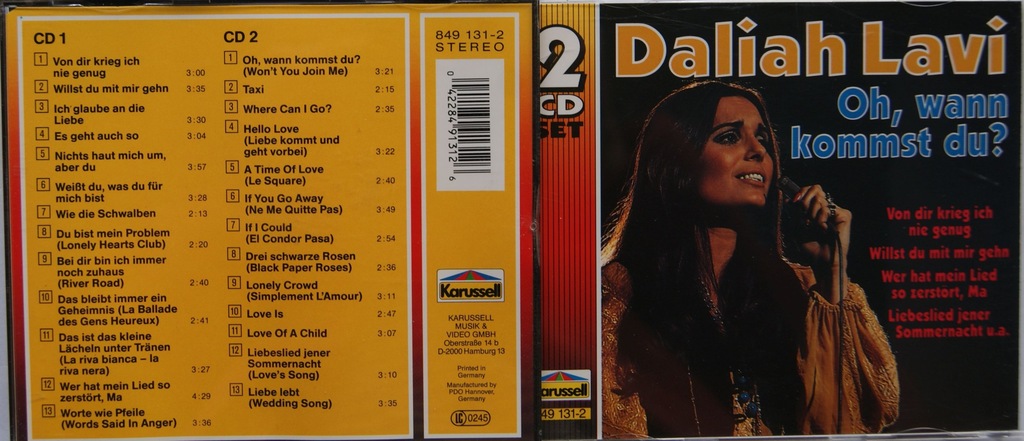 CD 1
1 Von dir krieg ich
nie genug 3:00
2 Willst du mit mir gehn 3:35
3 Ich glaube an die
Liebe 3:30
4 Es geht auch so 3:04
5 Nichts haut mich um,
aber du 3:57
6 Weißt du, was du für
mich bist 3:28
7 Wie die Schwalben 2:13
8 Du bist mein Problem
(Lonely Hearts Club) 2:20
9 Bei dir bin ich immer
noch zuhaus
(River Road) 2:40
10 Das bleibt immer ein
Geheimnis (La Ballade
des Gens Heureux) 2:41
11 Das ist das kleine
Lächeln unter Tränen
(La riva bianca – la
riva nera) 3:27
12 Wer hat mein Lied so
zerstört, Ma 4:29
13 Worte wie Pfeile
(Words Said In Anger) 3:36
CD 2
1 Oh, wann kommst du?
(Won't You Join Me) 3:21
2 Taxi 2:15
3 Where Can I Go? 2:35
4 Hello Love
(Liebe kommt und
geht vorbei) 3:22
5 A Time Of Love
(Le Square) 2:40
6 If You Go Away
(Ne Me Quitte Pas) 3:49
7 If I Could
(El Condor Pasa) 2:54
8 Drei schwarze Rosen
(Black Paper Roses) 2:36
9 Lonely Crowd
(Simplement L'Amour) 3:11
10 Love Is 2:47
11 Love Of A Child 3:07
12 Liebeslied jener
Sommernacht
(Love's Song) 3:10
13 Liebe lebt
(Wedding Song) 3:35
849 131-2
STEREO
0 42284 91312 6
Karussell
KARUSSELL
MUSIK &
VIDEO GMBH
Oberstraße 14 b
D-2000 Hamburg 13
Printed in
Germany
Manufactured by
PDO Hannover,
Germany
LC 0245
2
CD
SET
arussell
49 131-2
Daliah Lavi
Oh, wann
kommst du?
Von dir krieg ich
nie genug
Willst du mit mir gehn
Wer hat mein Lied
so zerstört, Ma
Liebeslied jener
Sommernacht u.a.